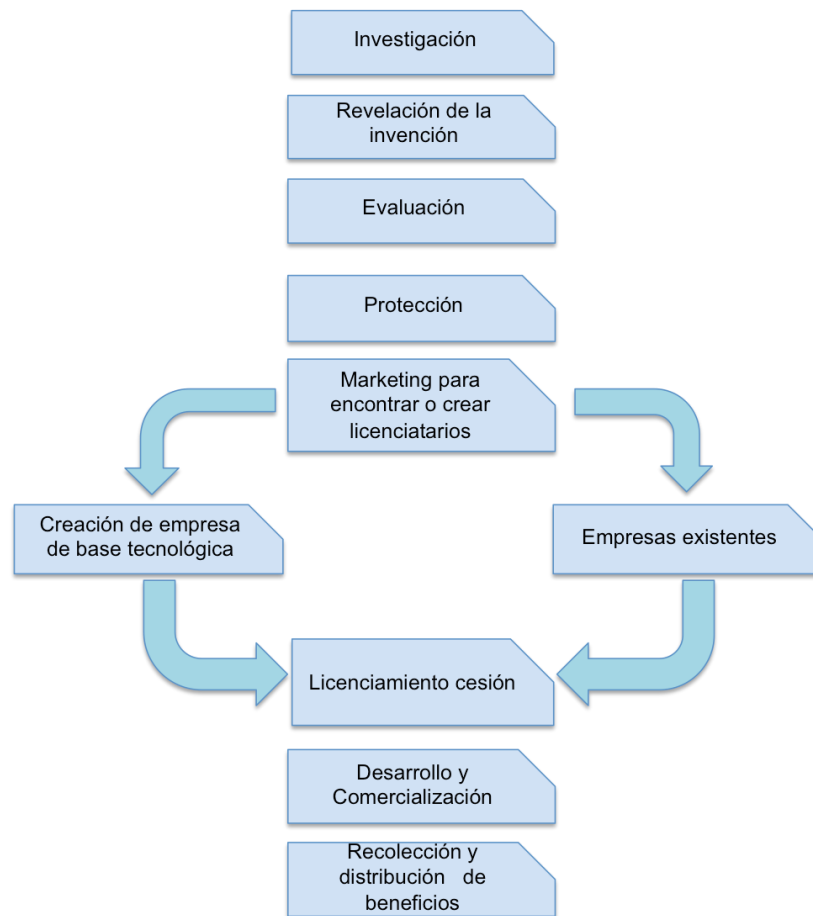 Investigación
Revelación de la
invención
Evaluación
Protección
Marketing para
encontrar o crear
licenciatarios
Creación de empresa
de base tecnológica
Empresas existentes
Licenciamiento cesión
Desarrollo y
Comercialización
Recolección y
distribución de
beneficios